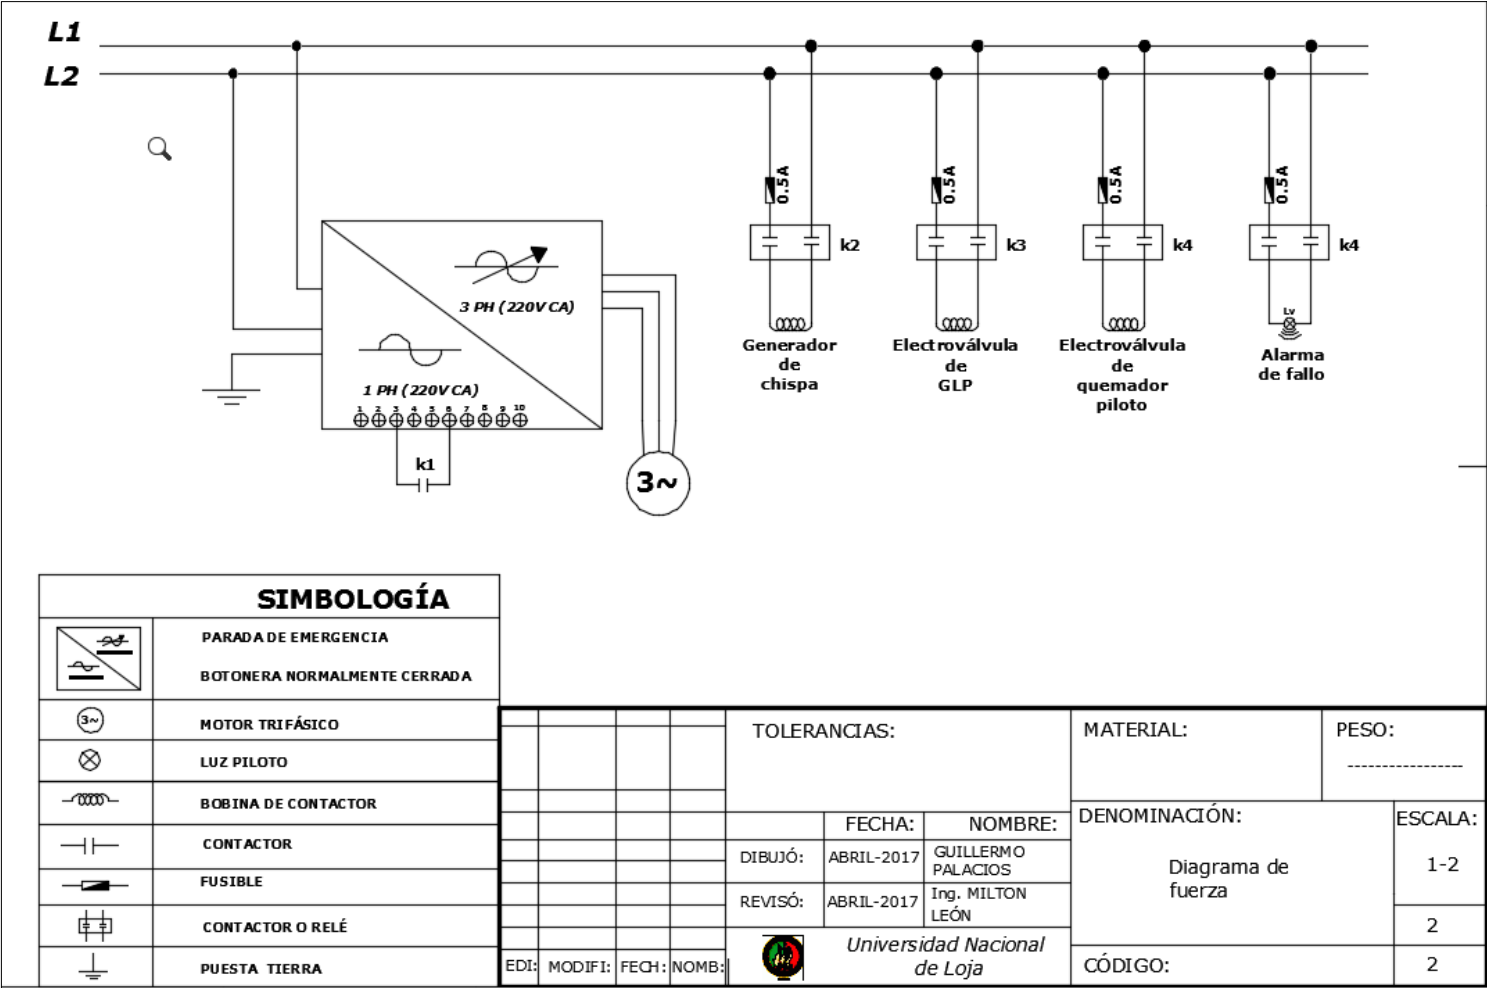 L1
L2
0.5A
0.5A
0.5A
0.5A
k2
k3
k4
k4
3 PH (220V CA)
1 PH (220V CA)
1 2 3 4 5 6 7 8 9 10
k1
3~
Generador
de
chispa
Electroválvula
de
GLP
Electroválvula
de
quemador
piloto
Lv
Alarma
de fallo
SIMBOLOGÍA
PARADA DE EMERGENCIA
BOTONERA NORMALMENTE CERRADA
3~
MOTOR TRIFÁSICO
LUZ PILOTO
BOBINA DE CONTACTOR
CONTACTOR
FUSIBLE
CONTACTOR O RELÉ
PUESTA TIERRA
EDI: MODIFI: FECH: NOMB:
TOLERANCIAS:
MATERIAL:
PESO:
-----------------
FECHA: NOMBRE:
DIBUJÓ: ABRIL-2017 GUILLERMO
PALACIOS
REVISÓ: ABRIL-2017 Ing. MILTON
LEÓN
Universidad Nacional
de Loja
DENOMINACIÓN:
Diagrama de
fuerza
ESCALA:
1-2
2
CÓDIGO:
2